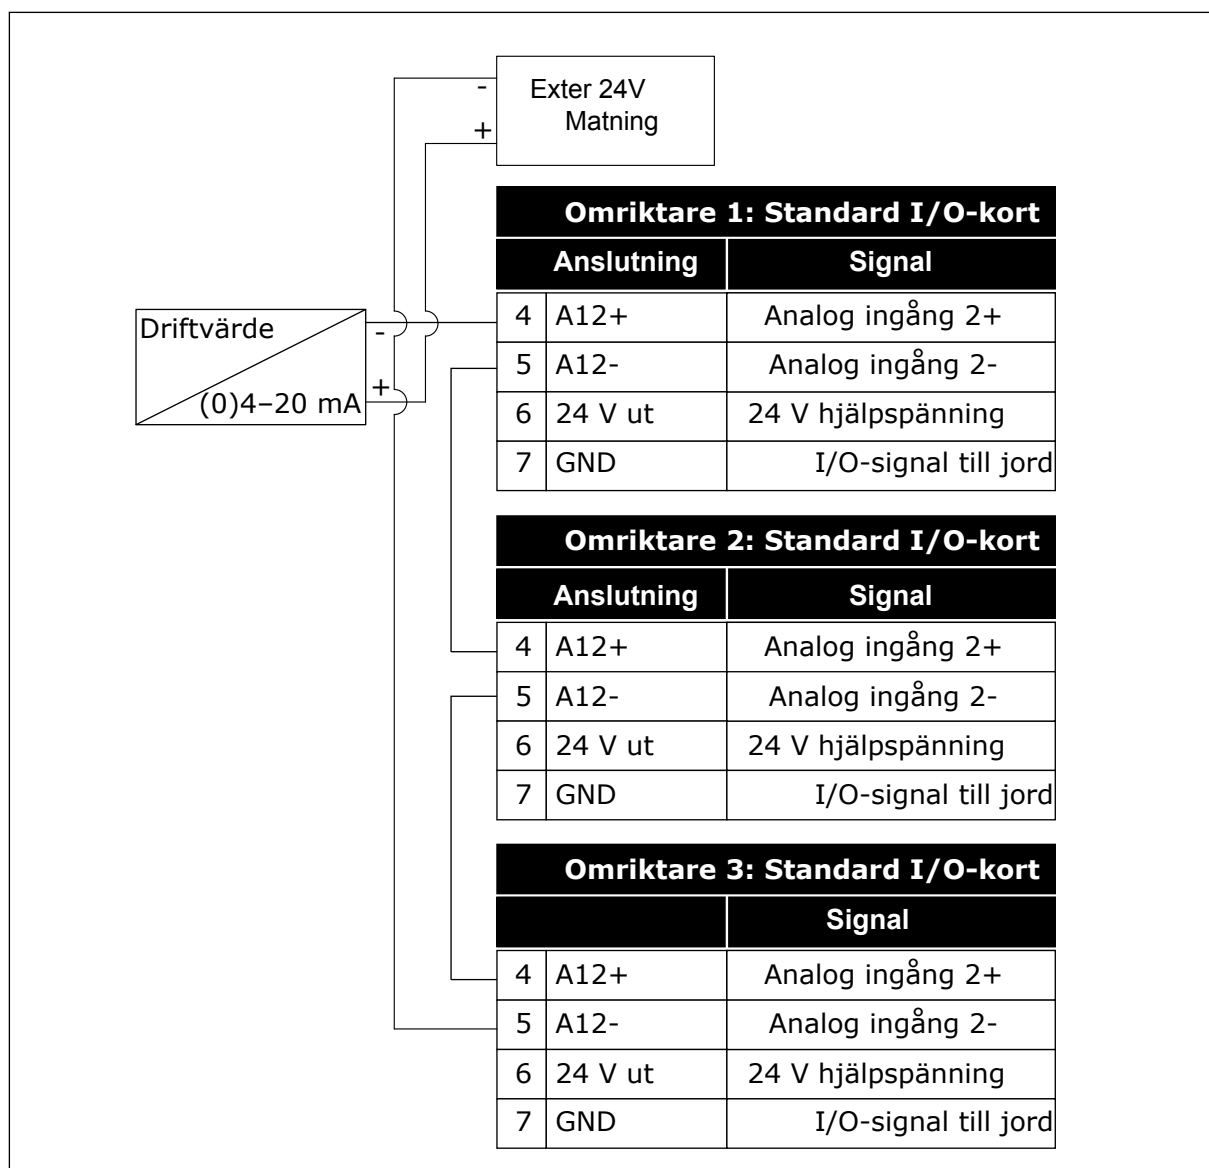 - Exter 24V
+ Matning
Omriktare 1: Standard I/O-kort
Anslutning Signal
Driftvärde
-
+
(0)4–20 mA
4 A12+ Analog ingång 2+
5 A12- Analog ingång 2-
6 24 V ut 24 V hjälpspänning
7 GND I/O-signal till jord
Omriktare 2: Standard I/O-kort
Anslutning Signal
4 A12+ Analog ingång 2+
5 A12- Analog ingång 2-
6 24 V ut 24 V hjälpspänning
7 GND I/O-signal till jord
Omriktare 3: Standard I/O-kort
Signal
4 A12+ Analog ingång 2+
5 A12- Analog ingång 2-
6 24 V ut 24 V hjälpspänning
7 GND I/O-signal till jord